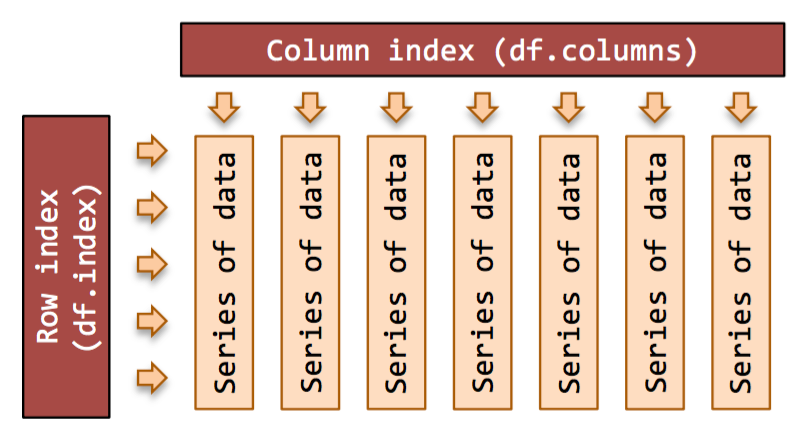 Column index (df.columns)
Row index
(df.index)
Series of data
Series of data
Series of data
Series of data
Series of data
Series of data
Series of data